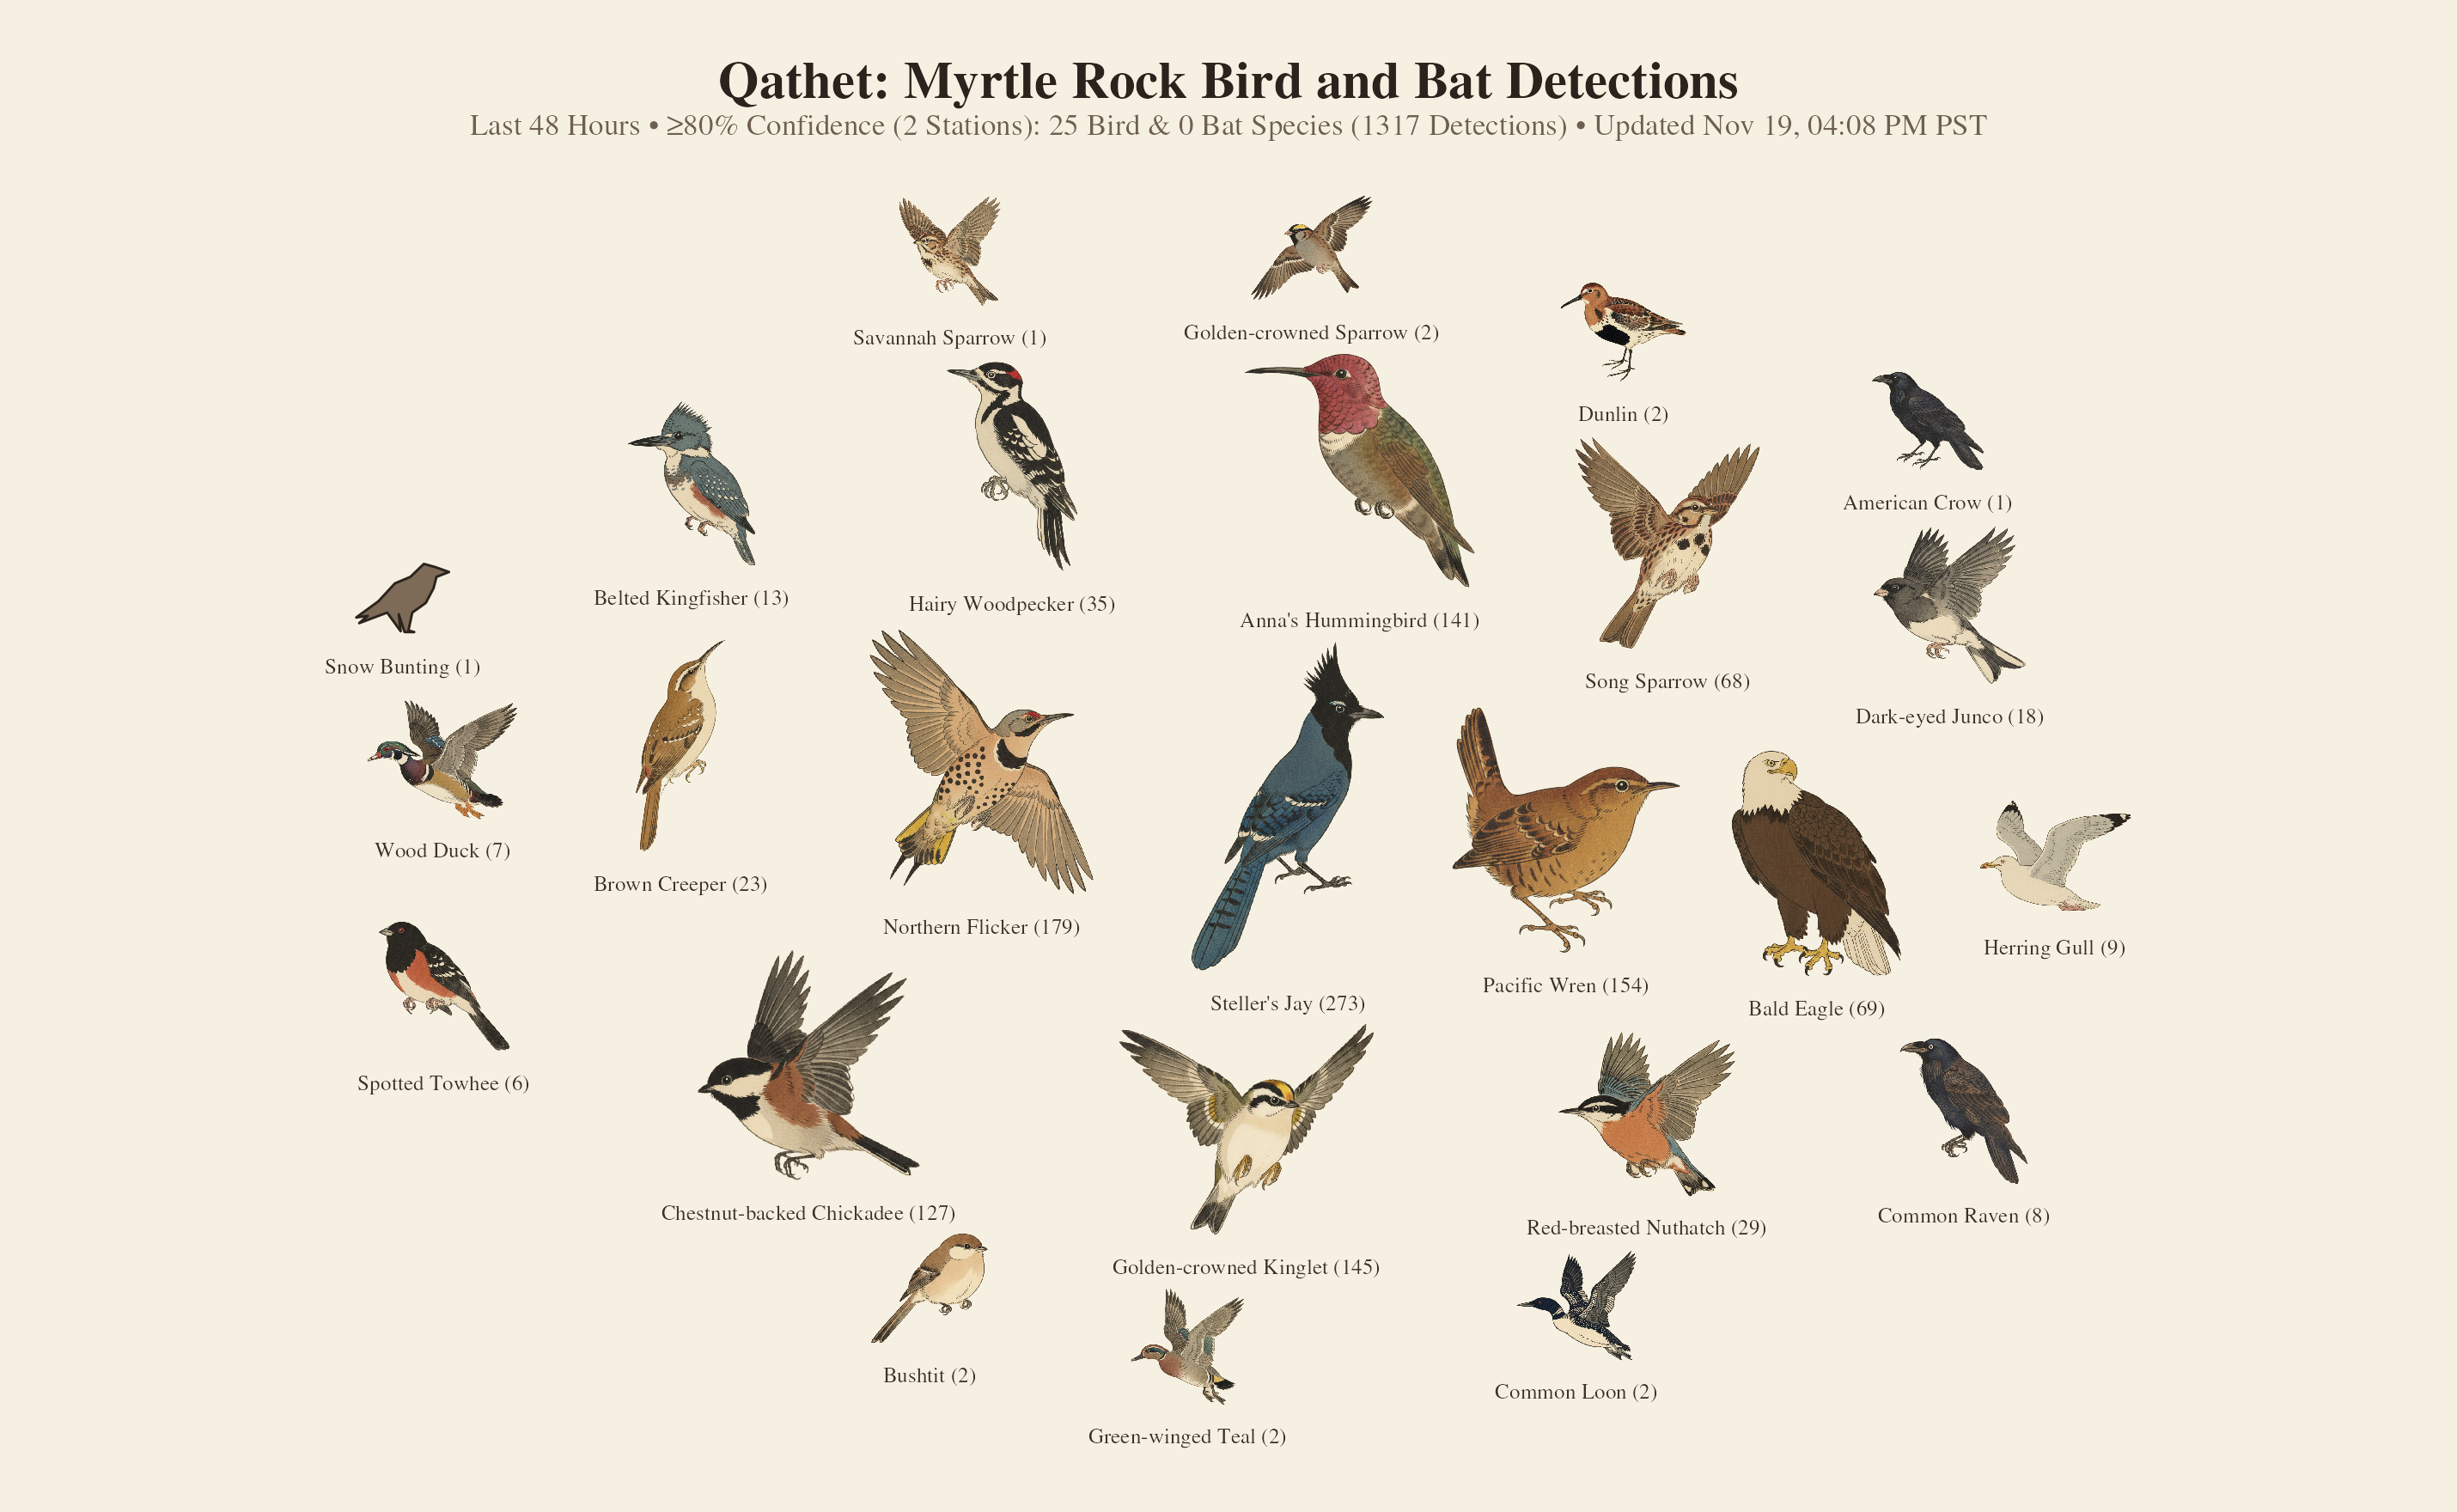 Qathet: Myrtle Rock Bird and Bat Detections
Last 48 Hours • ≥80% Confidence (2 Stations): 25 Bird & 0 Bat Species (1317 Detections) • Updated Nov 19, 04:08 PM PST
Savannah Sparrow (1)
Golden-crowned Sparrow (2)
Dunlin (2)
American Crow (1)
Belted Kingfisher (13)
Hairy Woodpecker (35)
Anna's Hummingbird (141)
Snow Bunting (1)
Song Sparrow (68)
Dark-eyed Junco (18)
Wood Duck (7)
Brown Creeper (23)
Northern Flicker (179)
Herring Gull (9)
Steller's Jay (273)
Pacific Wren (154)
Bald Eagle (69)
Spotted Towhee (6)
Chestnut-backed Chickadee (127)
Golden-crowned Kinglet (145)
Red-breasted Nuthatch (29)
Common Raven (8)
Bushtit (2)
Green-winged Teal (2)
Common Loon (2)